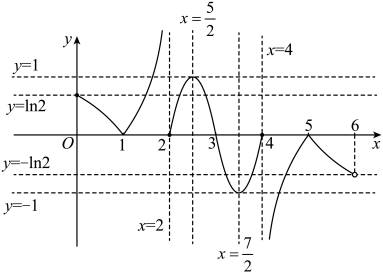 x = 5/2
y
y=1
x=4
y=ln2
O 1 2 3 4 5 6 x
y=−ln2
y=−1
x=2
x = 7/2